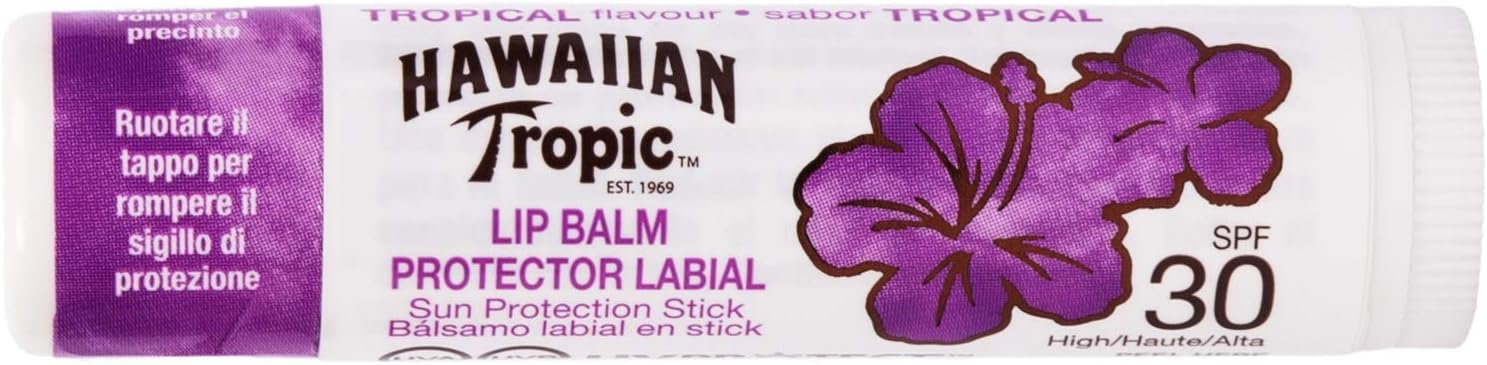 romper el
precinto
Ruotare il
tappo per
rompere il
sigillo di
protezione
TROPICAL flavour • sabor TROPICAL
HAWAIIAN
Tropic™
EST. 1969
LIP BALM
PROTECTOR LABIAL
Sun Protection Stick
Bálsamo labial en stick
SPF
30
High/Haute/Alta